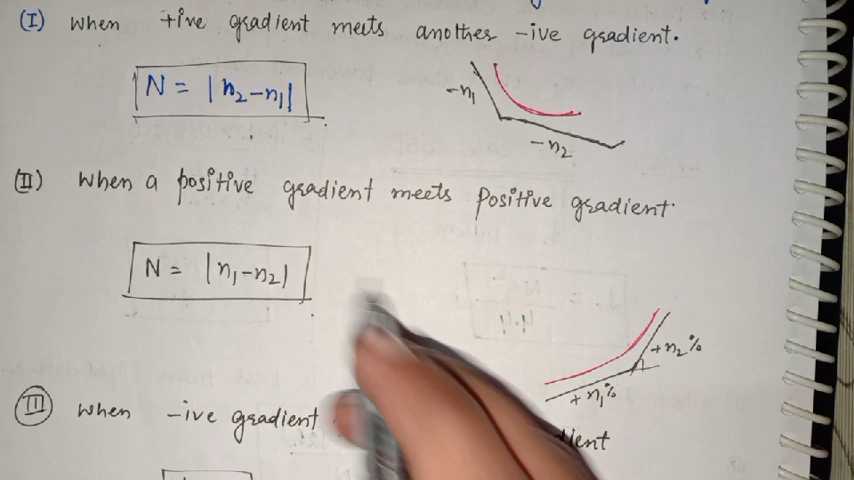 (I) when +ive gradient meets another -ive gradient.
N = |n₂-n₁|
-n₁
-n₂
(II) When a positive gradient meets Positive gradient.
N = |n₁-n₂|
+n₂%
+n₁%
(III) when -ive gradient